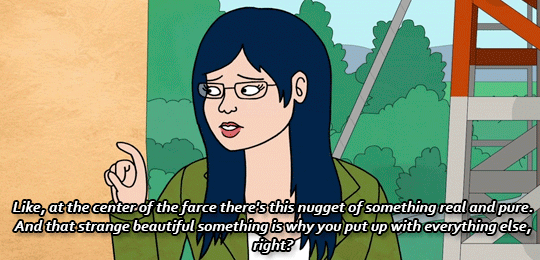 Like, at the center of the farce there's this nugget of something real and pure.
And that strange beautiful something is why you put up with everything else,
right?